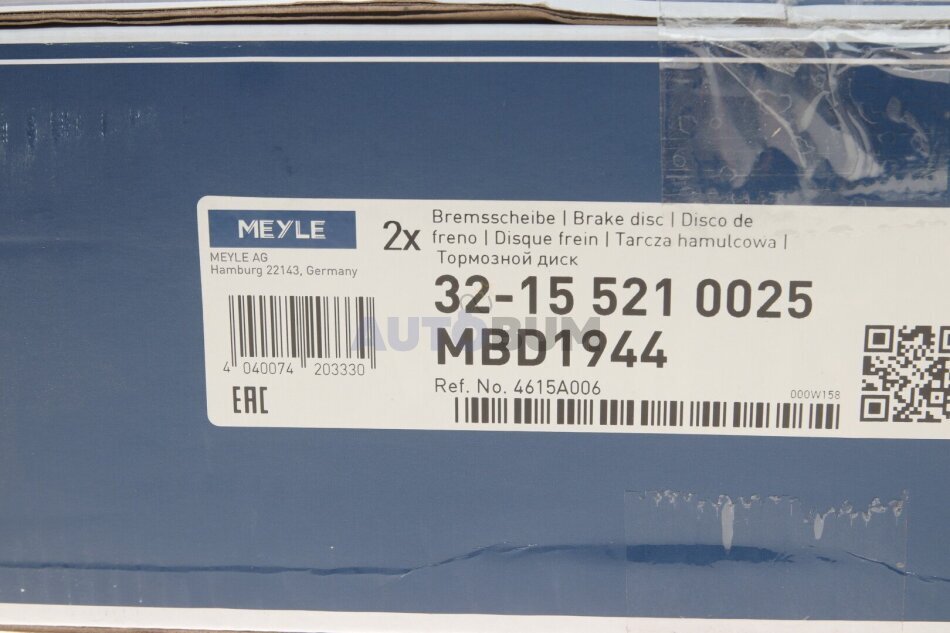 MEYLE
MEYLE AG
Hamburg 22143, Germany
4 040074 203330
EAC
2x
Bremsscheibe | Brake disc | Disco de
freno | Disque frein | Tarcza hamulcowa |
Тормозной диск
32-15 521 0025
AUTOBUM
MBD1944
Ref. No. 4615A006
000W158